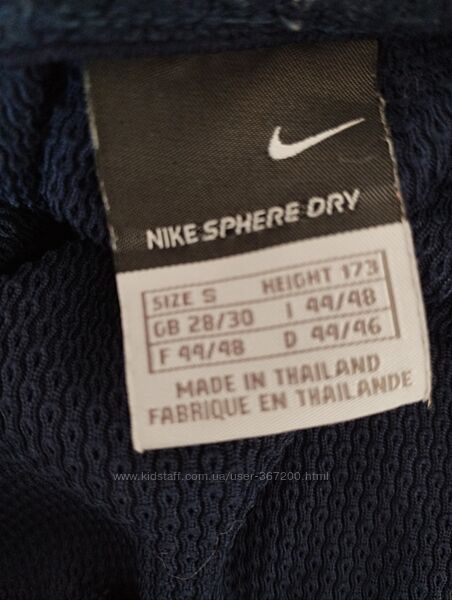 NIKE SPHERE DRY
SIZE S HEIGHT 173
GB 28/30 I 44/48
F 44/48 D 44/46
MADE IN THAILAND
FABRIQUE EN THAILANDE
www.kidstaff.com.ua/user-367200.html